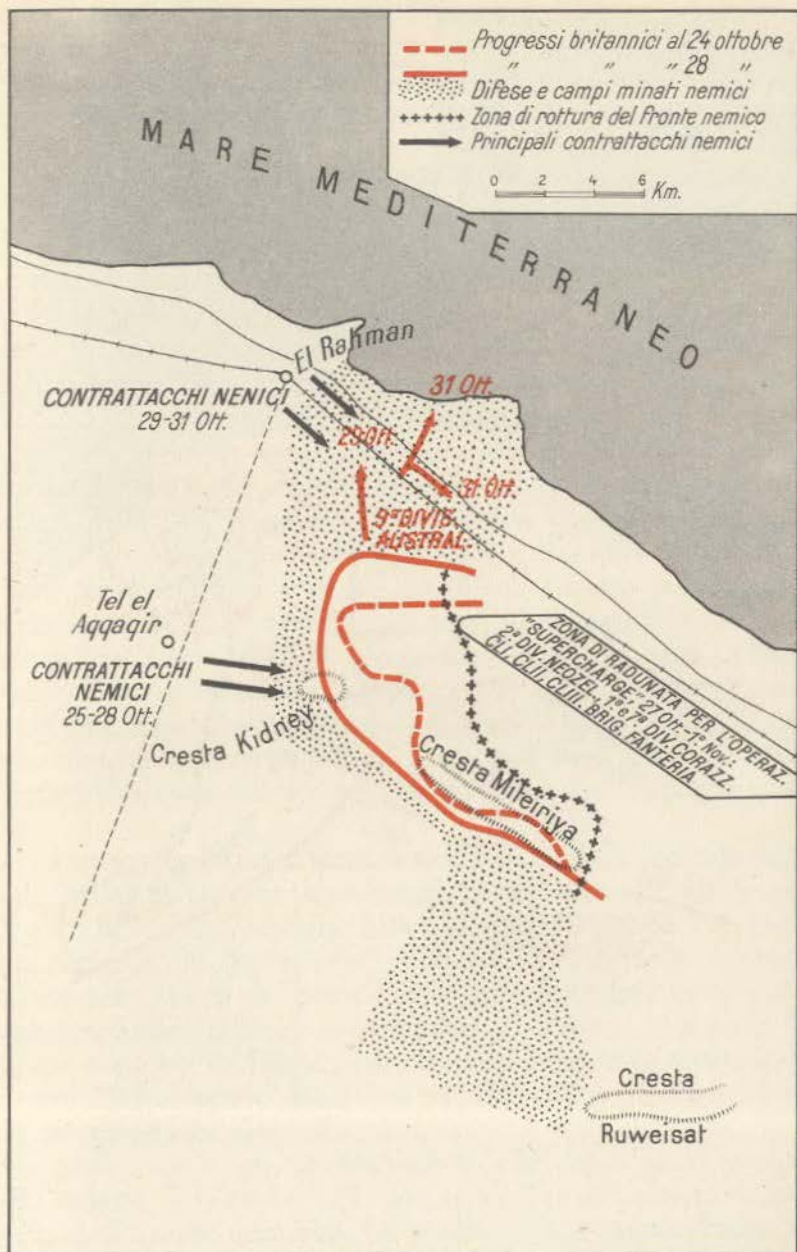 Progressi britannici al 24 ottobre
" " " 28 "
Difese e campi minati nemici
Zona di rottura del fronte nemico
Principali contrattacchi nemici
0 2 4 6 Km.
MARE MEDITERRANEO
El Rahman
CONTRATTACCHI NENICI
29-31 Ott.
31 Ott.
29 Ott.
31 Ott.
9ª DIVIS.
AUSTRAL.
Tel el
Aqqaqir
CONTRATTACCHI
NEMICI
25-28 Ott.
Cresta Kidney
Cresta Miteiriya
ZONA DI RADUNATA PER L'OPERAZ.
"SUPERCHARGE" 27 Ott.-1° Nov.:
2ª DIV. NEOZEL. 1ª e 7ª DIV. CORAZZ.
CLI, CLII, CLIII. BRIG. FANTERIA
Cresta
Ruweisat